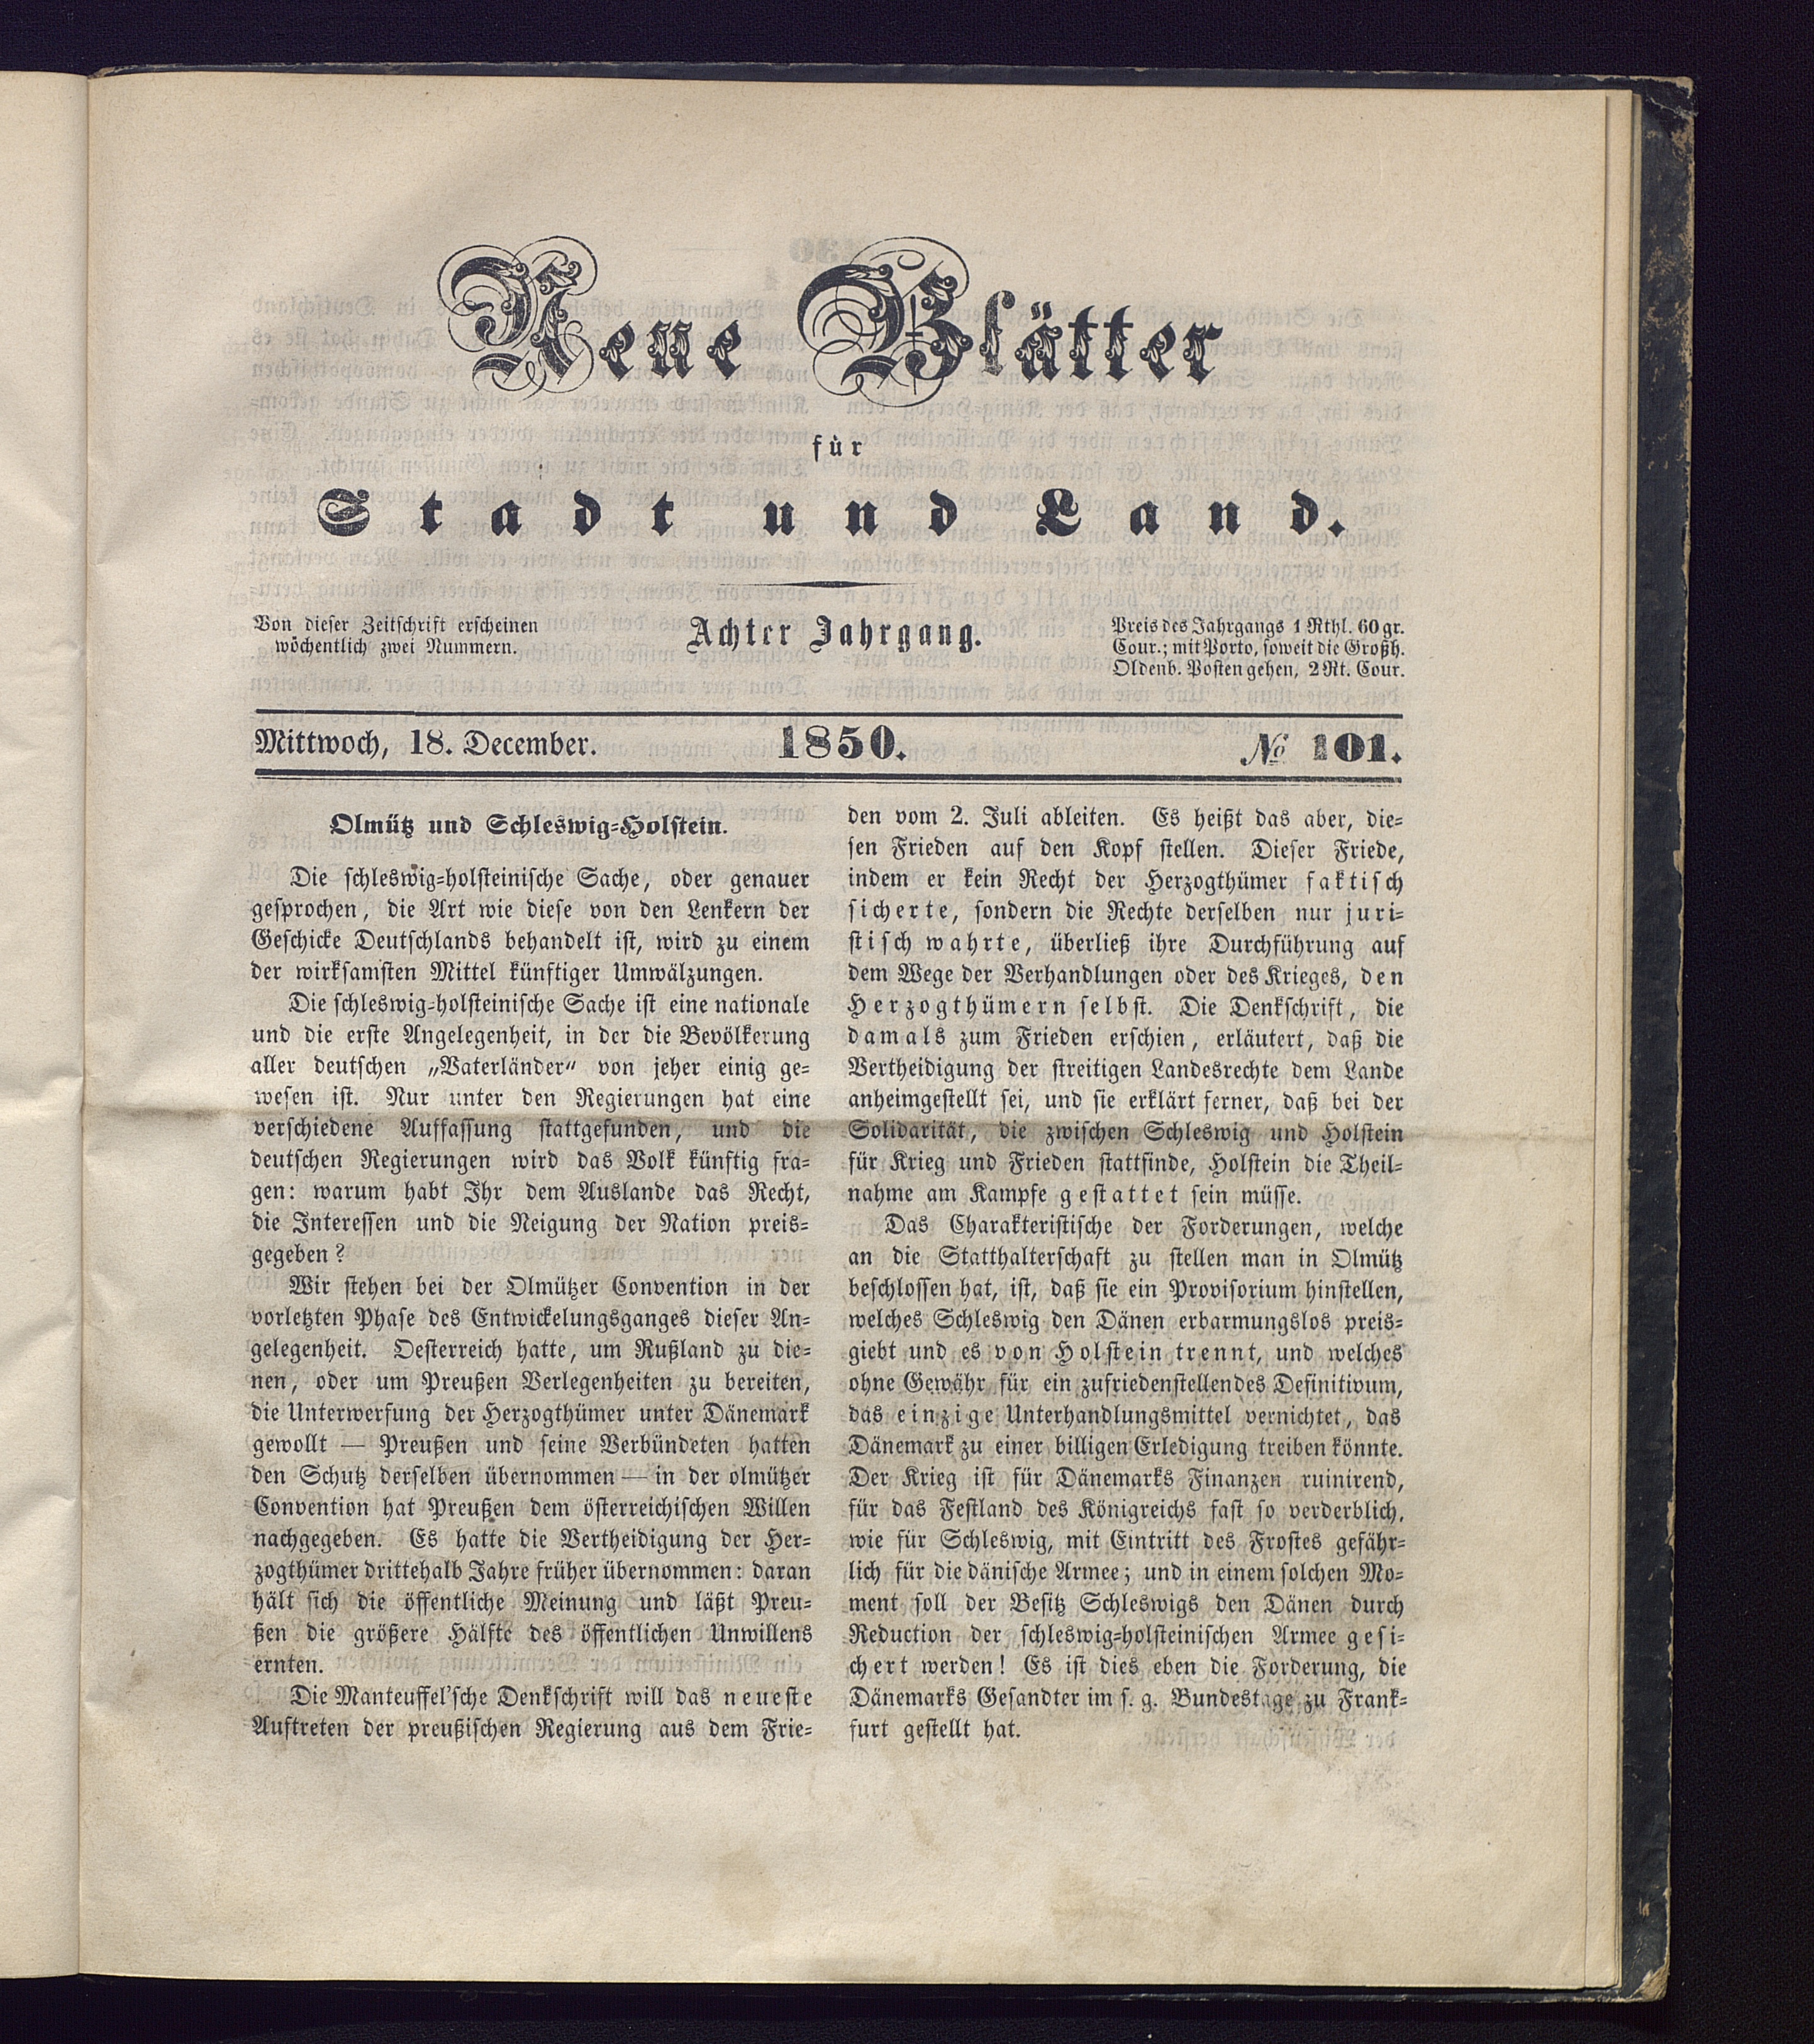 Neue Blätter
für
Stadt und Land.
Von dieser Zeitschrift erscheinen
wöchentlich zwei Nummern.
Achter Jahrgang.
Preis des Jahrgangs 1 Rthl. 60 gr.
Cour.; mit Porto, soweit die Großh.
Oldenb. Posten gehen, 2 Rt. Cour.
Mittwoch, 18. December.
1850.
№ 101.
Olmütz und Schleswig-Holstein.
Die schleswig-holsteinische Sache, oder genauer
gesprochen, die Art wie diese von den Lenkern der
Geschicke Deutschlands behandelt ist, wird zu einem
der wirksamsten Mittel künftiger Umwälzungen.
Die schleswig-holsteinische Sache ist eine nationale
und die erste Angelegenheit, in der die Bevölkerung
aller deutschen „Vaterländer“ von jeher einig ge-
wesen ist. Nur unter den Regierungen hat eine
verschiedene Auffassung stattgefunden, und die
deutschen Regierungen wird das Volk künftig fra-
gen: warum habt Ihr dem Auslande das Recht,
die Interessen und die Neigung der Nation preis-
gegeben?
Wir stehen bei der Olmützer Convention in der
vorletzten Phase des Entwickelungsganges dieser An-
gelegenheit. Oesterreich hatte, um Rußland zu die-
nen, oder um Preußen Verlegenheiten zu bereiten,
die Unterwerfung der Herzogthümer unter Dänemark
gewollt — Preußen und seine Verbündeten hatten
den Schutz derselben übernommen — in der olmützer
Convention hat Preußen dem österreichischen Willen
nachgegeben. Es hatte die Vertheidigung der Her-
zogthümer drittehalb Jahre früher übernommen: daran
hält sich die öffentliche Meinung und läßt Preu-
ßen die größere Hälfte des öffentlichen Unwillens
ernten.
Die Manteuffel'sche Denkschrift will das neueste
Auftreten der preußischen Regierung aus dem Frie-
den vom 2. Juli ableiten. Es heißt das aber, die-
sen Frieden auf den Kopf stellen. Dieser Friede,
indem er kein Recht der Herzogthümer faktisch
sicherte, sondern die Rechte derselben nur juri-
stisch wahrte, überließ ihre Durchführung auf
dem Wege der Verhandlungen oder des Krieges, den
Herzogthümern selbst. Die Denkschrift, die
damals zum Frieden erschien, erläutert, daß die
Vertheidigung der streitigen Landesrechte dem Lande
anheimgestellt sei, und sie erklärt ferner, daß bei der
Solidarität, die zwischen Schleswig und Holstein
für Krieg und Frieden stattfinde, Holstein die Theil-
nahme am Kampfe gestattet sein müsse.
Das Charakteristische der Forderungen, welche
an die Statthalterschaft zu stellen man in Olmütz
beschlossen hat, ist, daß sie ein Provisorium hinstellen,
welches Schleswig den Dänen erbarmungslos preis-
giebt und es von Holstein trennt, und welches
ohne Gewähr für ein zufriedenstellendes Definitivum,
das einzige Unterhandlungsmittel vernichtet, das
Dänemark zu einer billigen Erledigung treiben könnte.
Der Krieg ist für Dänemarks Finanzen ruinirend,
für das Festland des Königreichs fast so verderblich,
wie für Schleswig, mit Eintritt des Frostes gefähr-
lich für die dänische Armee; und in einem solchen Mo-
ment soll der Besitz Schleswigs den Dänen durch
Reduction der schleswig-holsteinischen Armee gesi-
chert werden! Es ist dies eben die Forderung, die
Dänemarks Gesandter im s. g. Bundestage zu Frank-
furt gestellt hat.